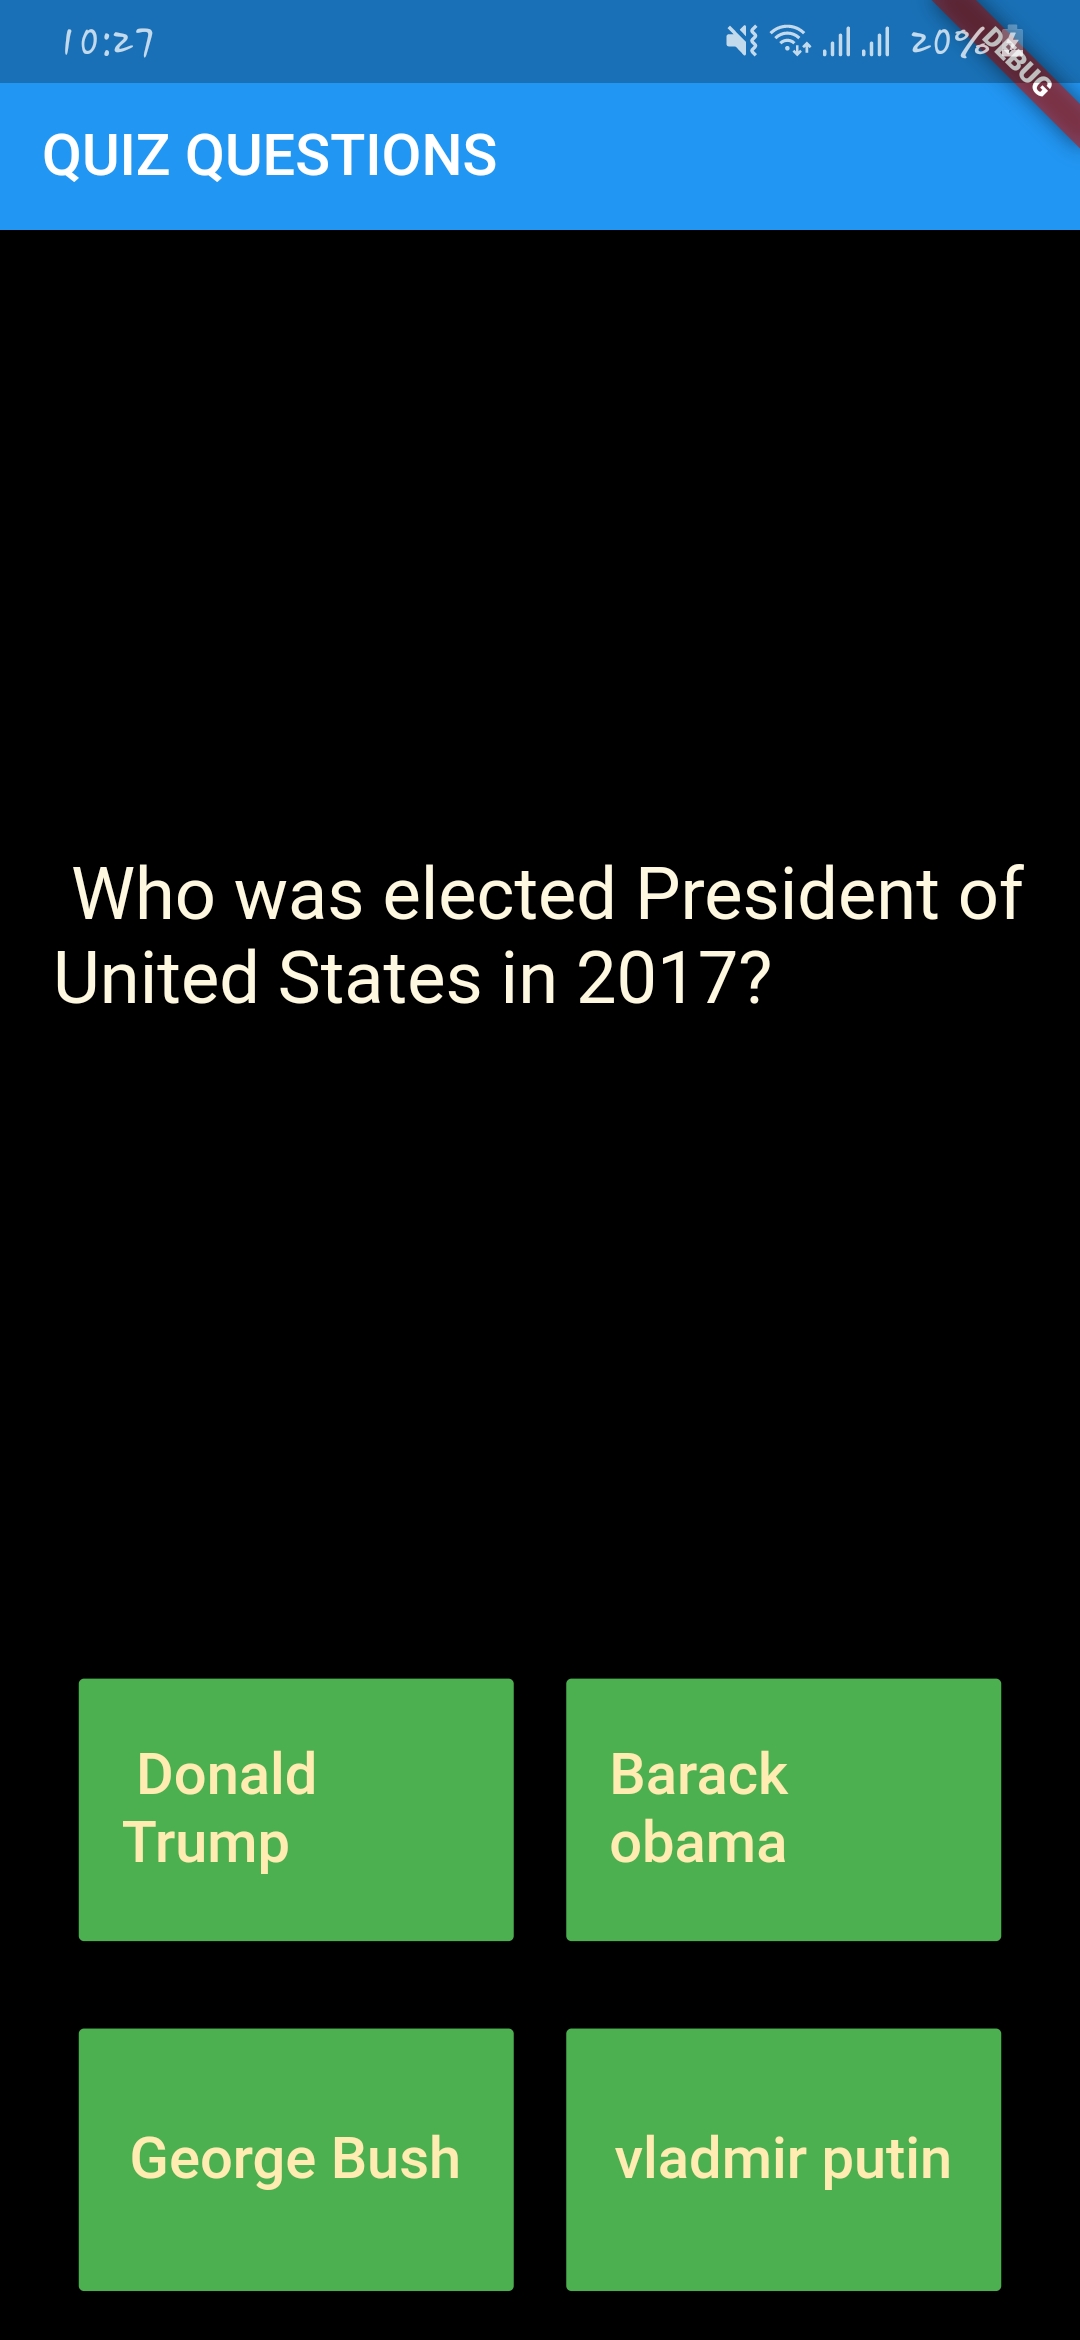 10:27
20%
DEBUG
QUIZ QUESTIONS
Who was elected President of
United States in 2017?
Donald
Trump
Barack
obama
George Bush
vladmir putin